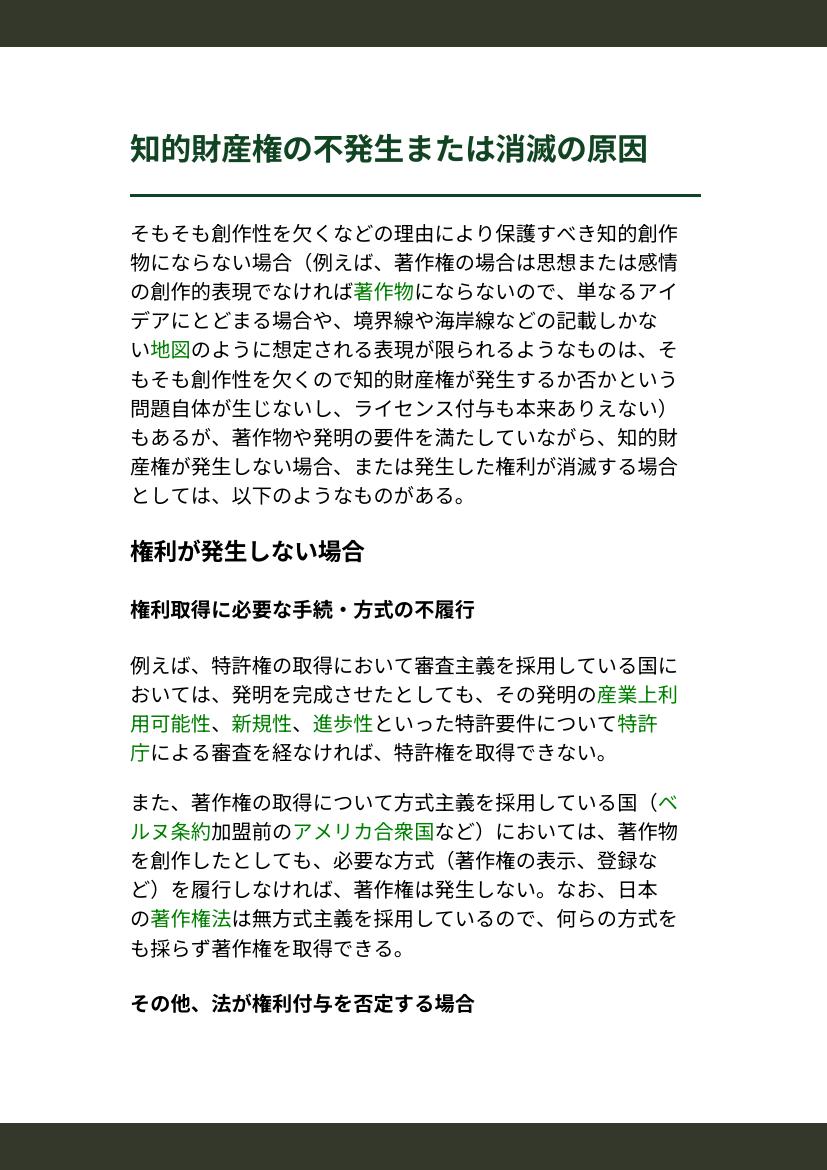 知的財産権の不発生または消滅の原因
そもそも創作性を欠くなどの理由により保護すべき知的創作
物にならない場合（例えば、著作権の場合は思想または感情
の創作的表現でなければ著作物にならないので、単なるアイ
デアにとどまる場合や、境界線や海岸線などの記載しかな
い地図のように想定される表現が限られるようなものは、そ
もそも創作性を欠くので知的財産権が発生するか否かという
問題自体が生じないし、ライセンス付与も本来ありえない）
もあるが、著作物や発明の要件を満たしていながら、知的財
産権が発生しない場合、または発生した権利が消滅する場合
としては、以下のようなものがある。
権利が発生しない場合
権利取得に必要な手続・方式の不履行
例えば、特許権の取得において審査主義を採用している国に
おいては、発明を完成させたとしても、その発明の産業上利
用可能性、新規性、進歩性といった特許要件について特許
庁による審査を経なければ、特許権を取得できない。
また、著作権の取得について方式主義を採用している国（ベ
ルヌ条約加盟前のアメリカ合衆国など）においては、著作物
を創作したとしても、必要な方式（著作権の表示、登録な
ど）を履行しなければ、著作権は発生しない。なお、日本
の著作権法は無方式主義を採用しているので、何らの方式を
も採らず著作権を取得できる。
その他、法が権利付与を否定する場合